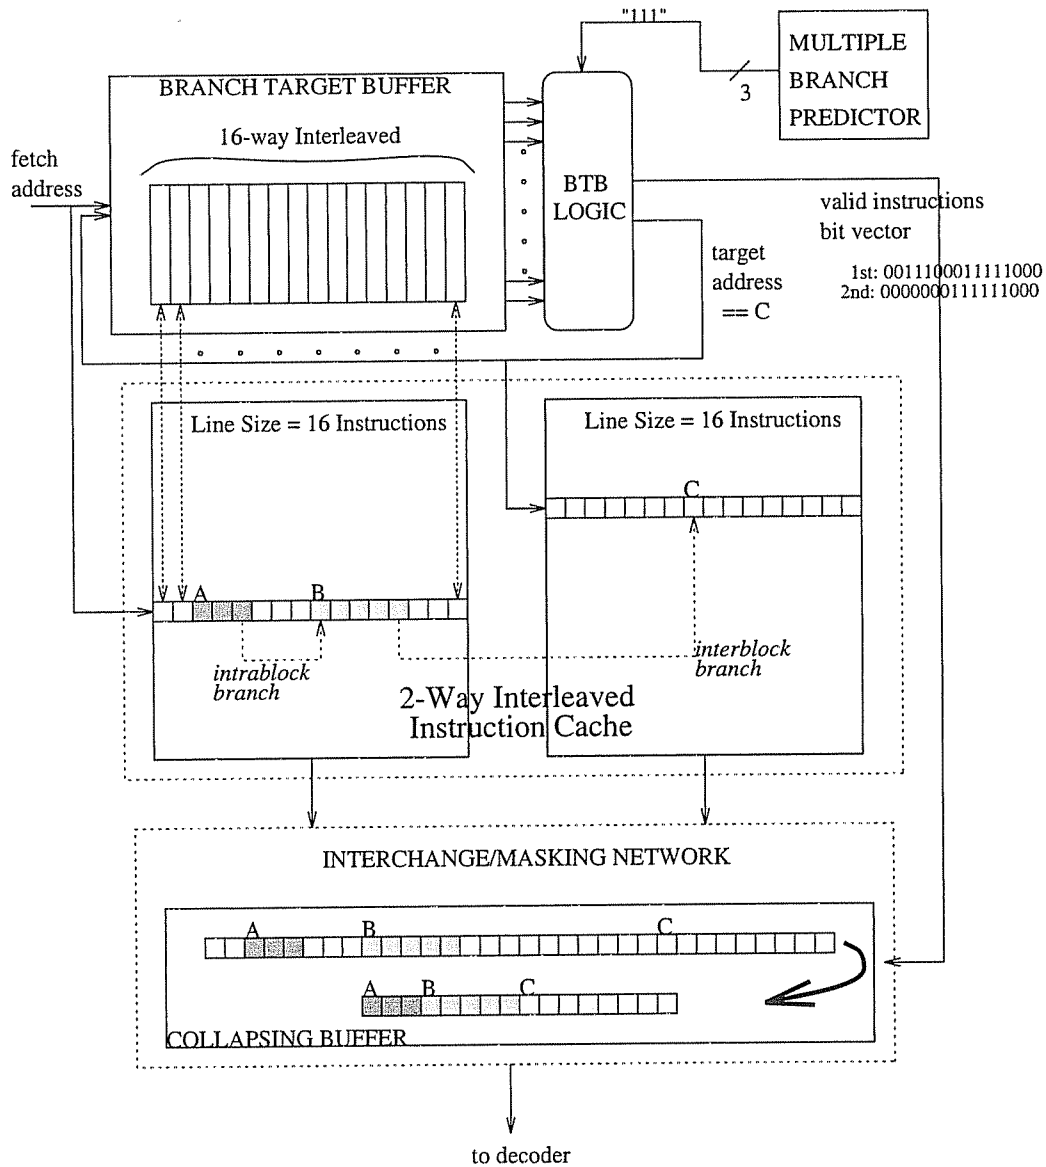 "111"
MULTIPLE
BRANCH
PREDICTOR
3
BRANCH TARGET BUFFER
16-way Interleaved
fetch
address
BTB
LOGIC
valid instructions
bit vector
1st: 0011100011111000
2nd: 0000000111111000
target
address
== C
Line Size = 16 Instructions
Line Size = 16 Instructions
C
A
B
intrablock
branch
interblock
branch
2-Way Interleaved
Instruction Cache
INTERCHANGE/MASKING NETWORK
A
B
C
A
B
C
COLLAPSING BUFFER
to decoder